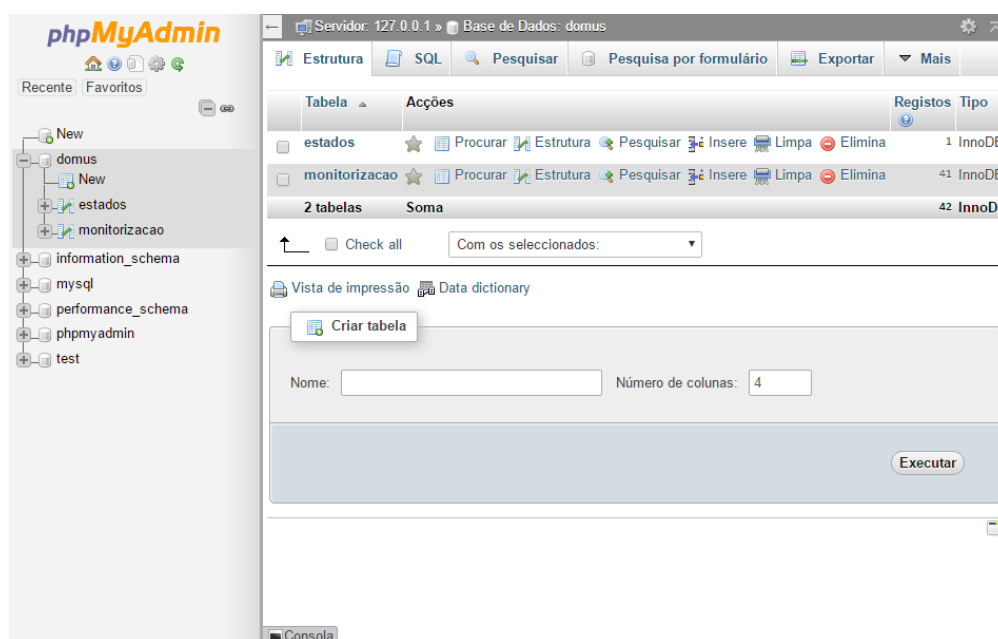 phpMyAdmin
Recente Favoritos
New
domus
New
estados
monitorizacao
information_schema
mysql
performance_schema
phpmyadmin
test
← Servidor: 127.0.0.1 » Base de Dados: domus
Estrutura SQL Pesquisar Pesquisa por formulário Exportar Mais
Tabela Acções Registos Tipo
estados Procurar Estrutura Pesquisar Insere Limpa Elimina 1 InnoDB
monitorizacao Procurar Estrutura Pesquisar Insere Limpa Elimina 41 InnoDB
2 tabelas Soma 42 InnoD
Check all Com os seleccionados:
Vista de impressão Data dictionary
Criar tabela
Nome: Número de colunas: 4
Executar
Consola